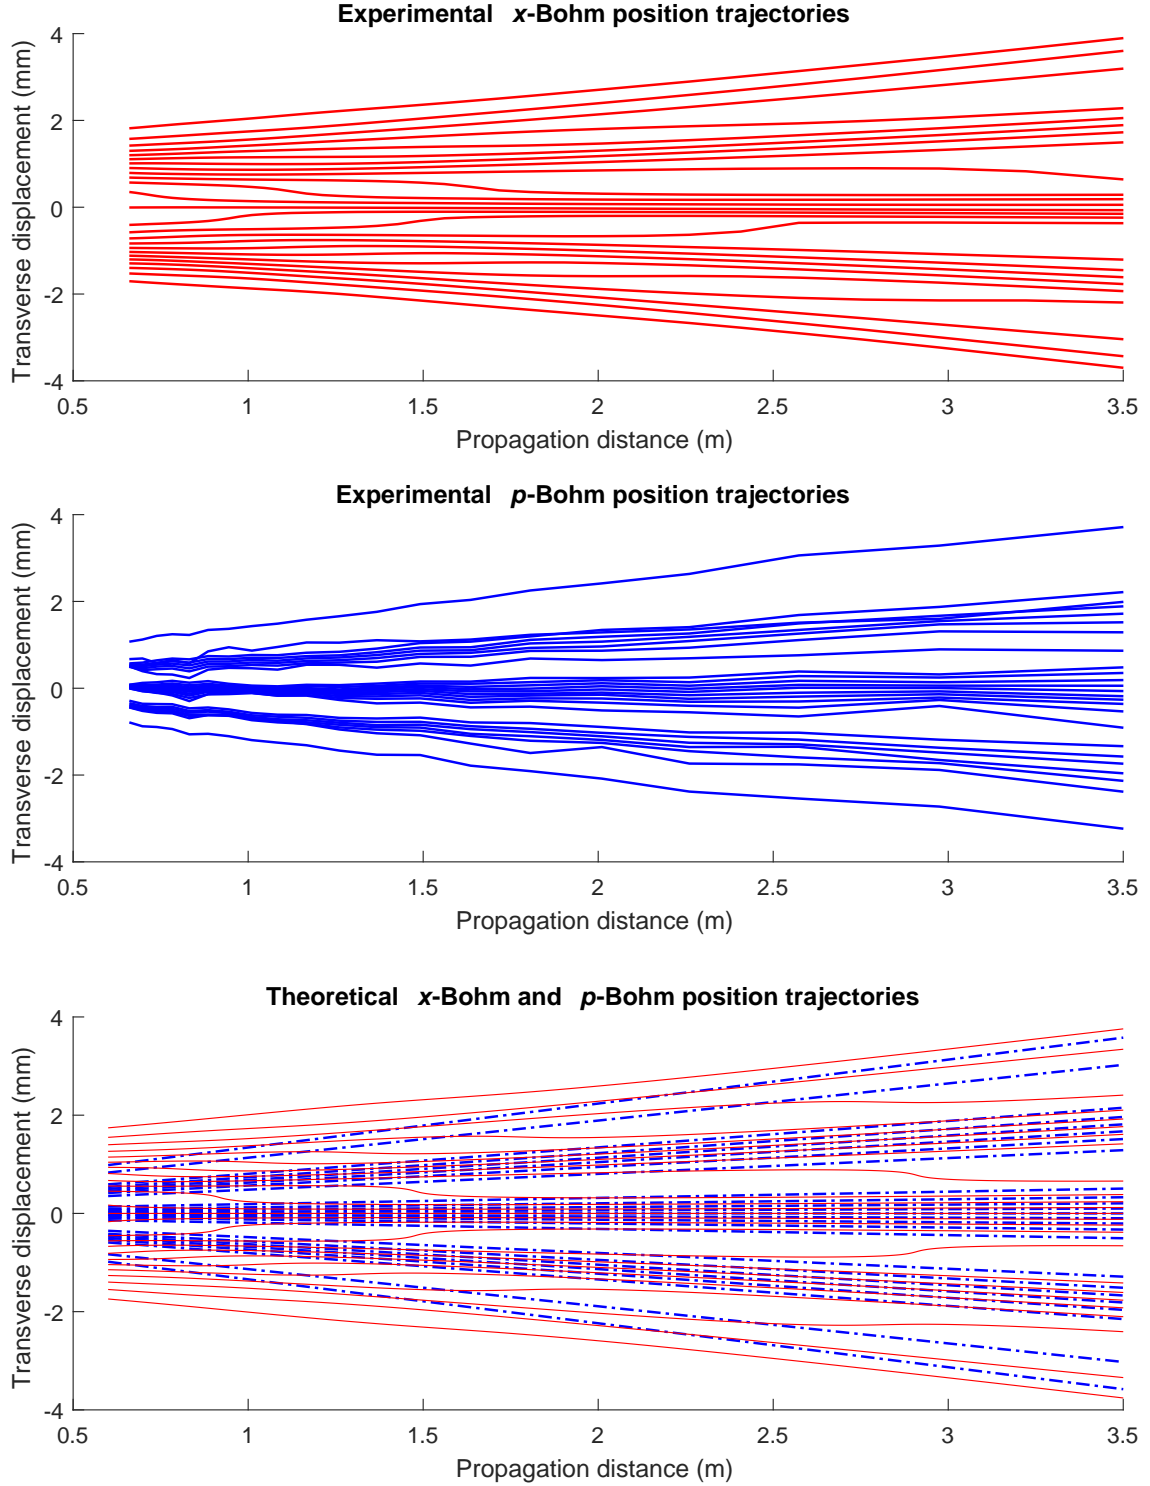 Experimental x-Bohm position trajectories
Transverse displacement (mm)
4
2
0
-2
-4
0.5 1 1.5 2 2.5 3 3.5
Propagation distance (m)
Experimental p-Bohm position trajectories
Transverse displacement (mm)
4
2
0
-2
-4
0.5 1 1.5 2 2.5 3 3.5
Propagation distance (m)
Theoretical x-Bohm and p-Bohm position trajectories
Transverse displacement (mm)
4
2
0
-2
-4
0.5 1 1.5 2 2.5 3 3.5
Propagation distance (m)